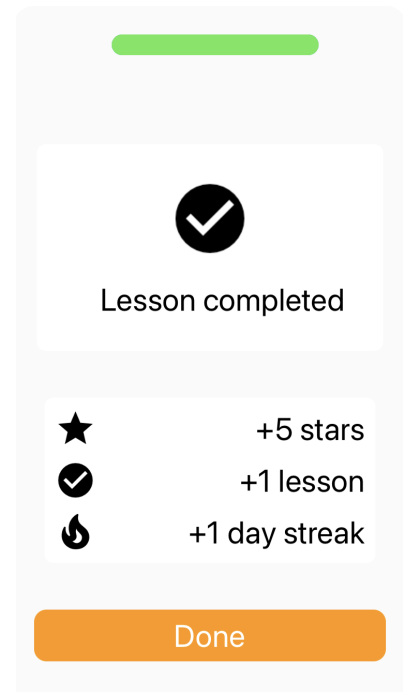 Lesson completed
+5 stars
+1 lesson
+1 day streak
Done